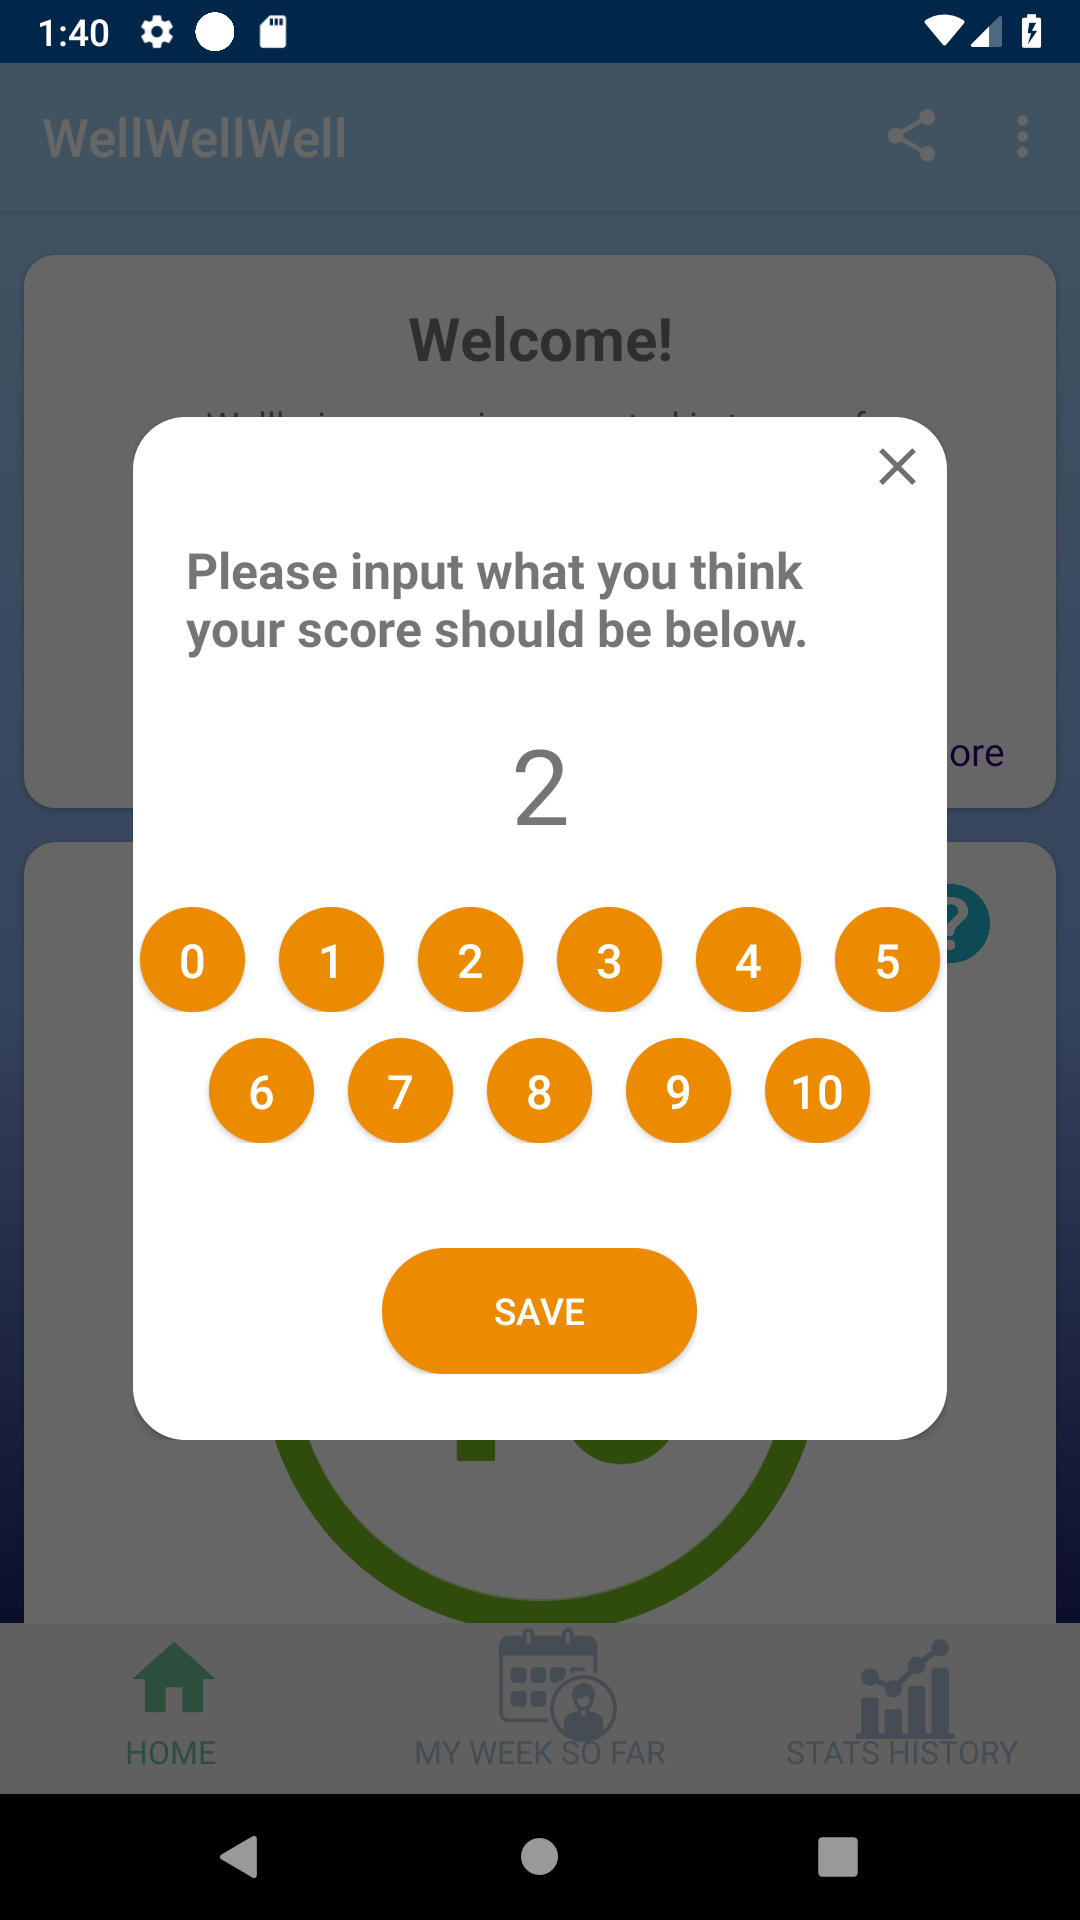 1:40
WellWellWell
Welcome!
Please input what you think
your score should be below.
ore
2
0 1 2 3 4 5
6 7 8 9 10
SAVE
HOME
MY WEEK SO FAR
STATS HISTORY